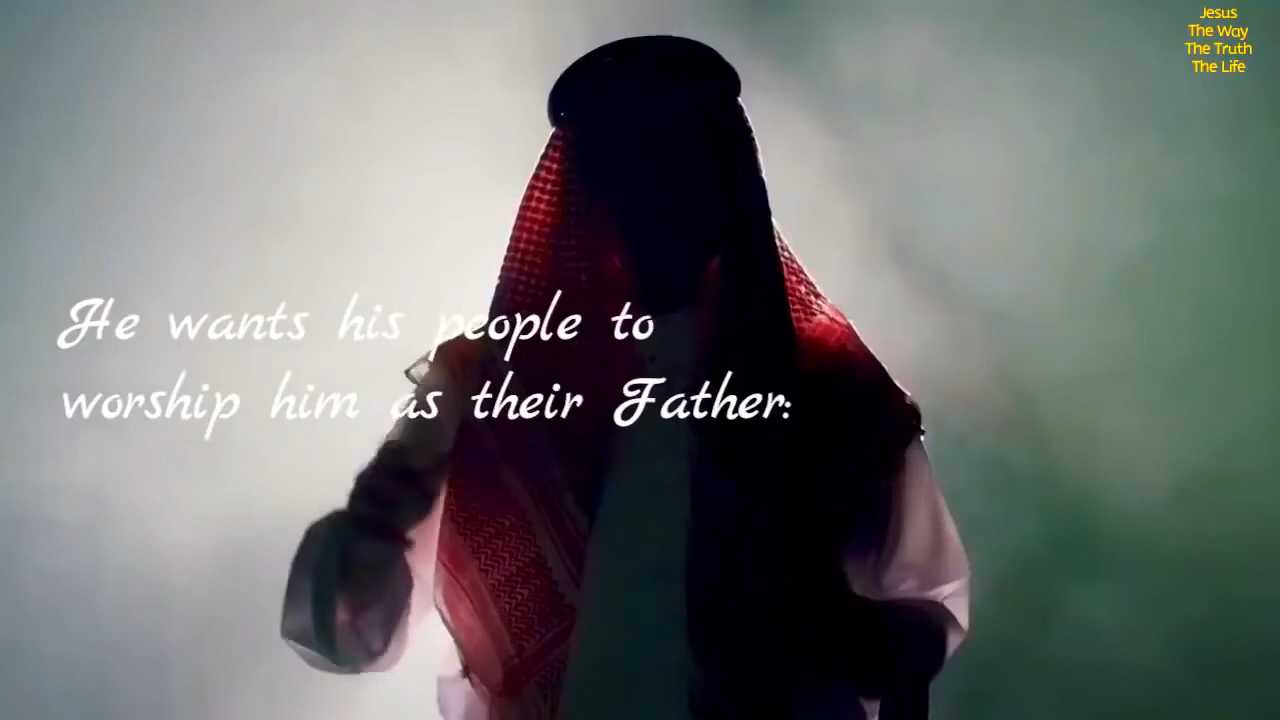 Jesus
The Way
The Truth
The Life
He wants his people to
worship him as their Father: